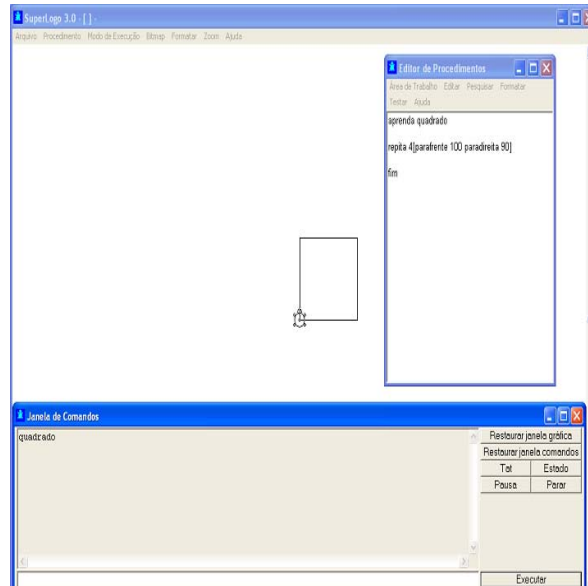 SuperLogo 3.0 - [ ] -
Arquivo Procedimento Modo de Execução Bitmap Formatar Zoom Ajuda
Editor de Procedimentos
Área de Trabalho Editar Pesquisar Formatar
Testar Ajuda
aprenda quadrado
repita 4[parafrente 100 paradireita 90]
fim
Janela de Comandos
quadrado
Restaurar janela gráfica
Restaurar janela comandos
Tat Estado
Pausa Parar
Executar